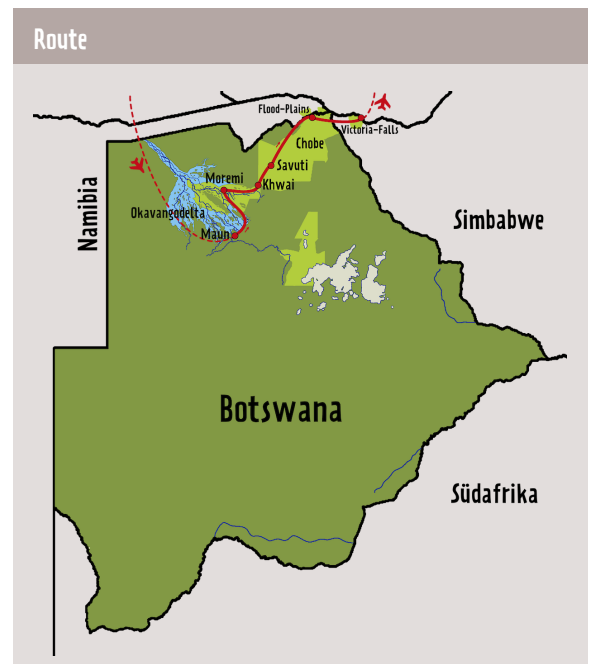 Route
Flood-Plains
Victoria-Falls
Chobe
Savuti
Moremi
Khwai
Namibia
Okavangodelta
Simbabwe
Maun
Botswana
Südafrika